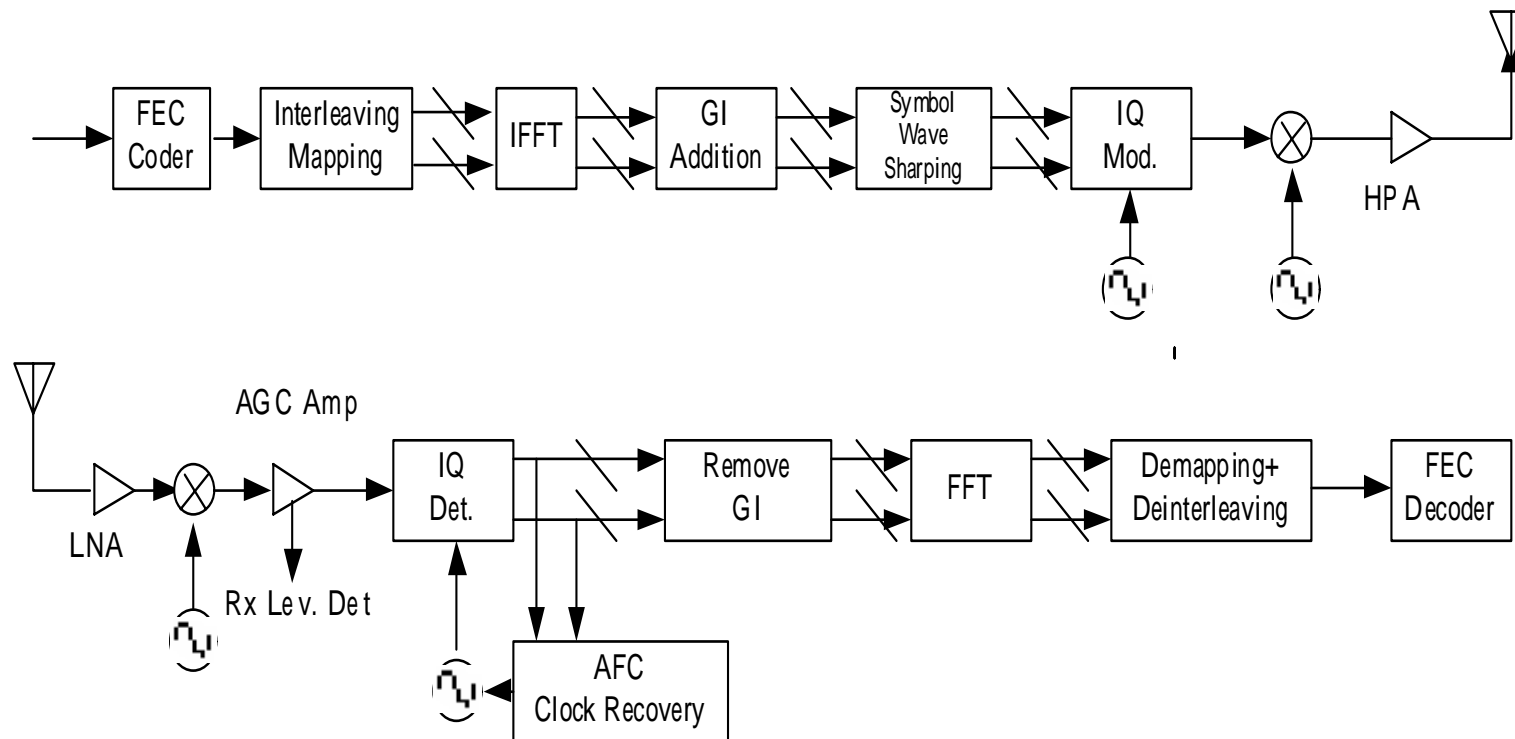 FEC
Coder
Interleaving
Mapping
IFFT
GI
Addition
Symbol
Wave
Sharping
IQ
Mod.
HPA
AGC Amp
LNA
Rx Lev. Det
IQ
Det.
Remove
GI
FFT
Demapping+
Deinterleaving
FEC
Decoder
AFC
Clock Recovery